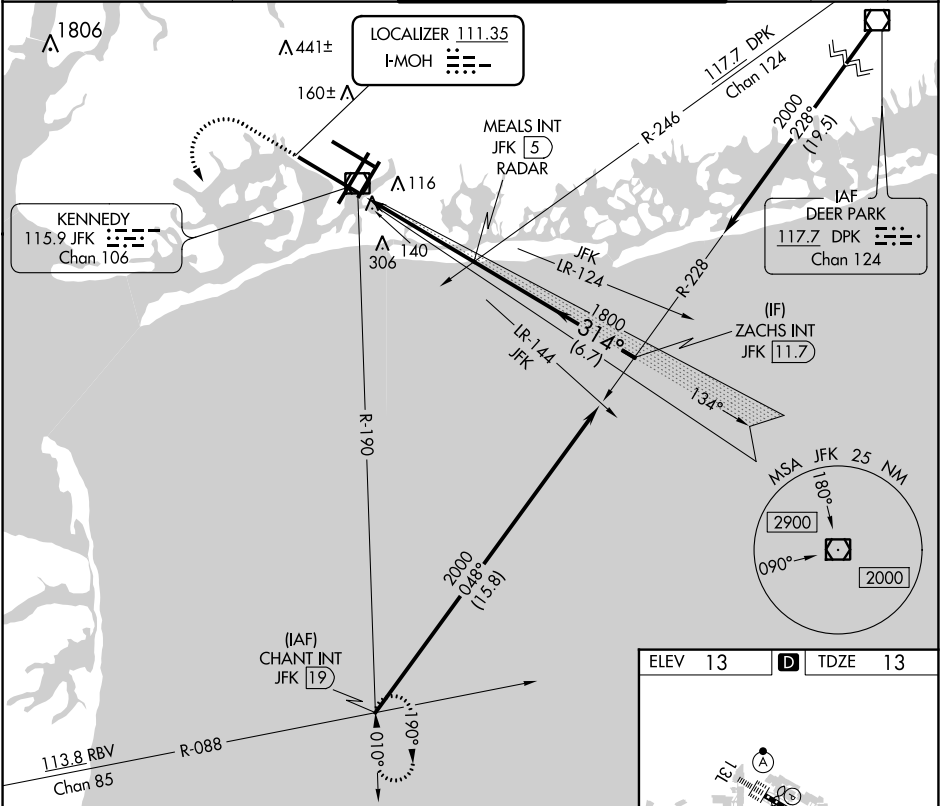 1806
441±
160±
LOCALIZER 111.35
I-MOH
117.7 DPK
Chan 124
R-246
2000
228°
(19.5)
MEALS INT
JFK 5
RADAR
116
KENNEDY
115.9 JFK
Chan 106
140
306
IAF
DEER PARK
117.7 DPK
Chan 124
JFK
LR-124
R-228
1800
314°
(6.7)
LR-144
JFK
(IF)
ZACHS INT
JFK 11.7
134°
R-190
MSA JFK 25 NM
180°
2900
090°
2000
2000
048°
(15.8)
(IAF)
CHANT INT
JFK 19
190°
010°
113.8 RBV
Chan 85
R-088
ELEV 13
D
TDZE 13
A
13L
P